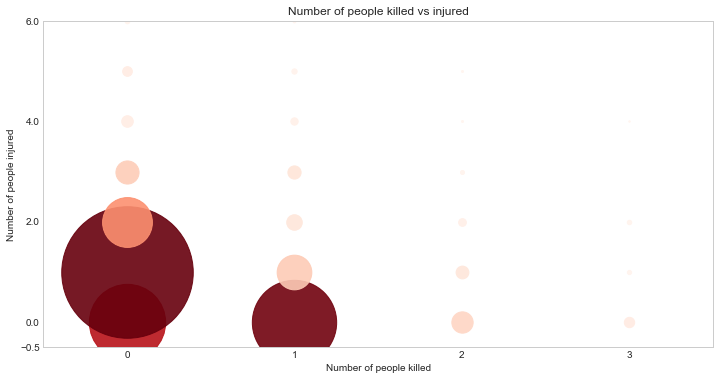 Number of people killed vs injured
6.0
4.0
2.0
0.0
−0.5
Number of people injured
0 1 2 3
Number of people killed